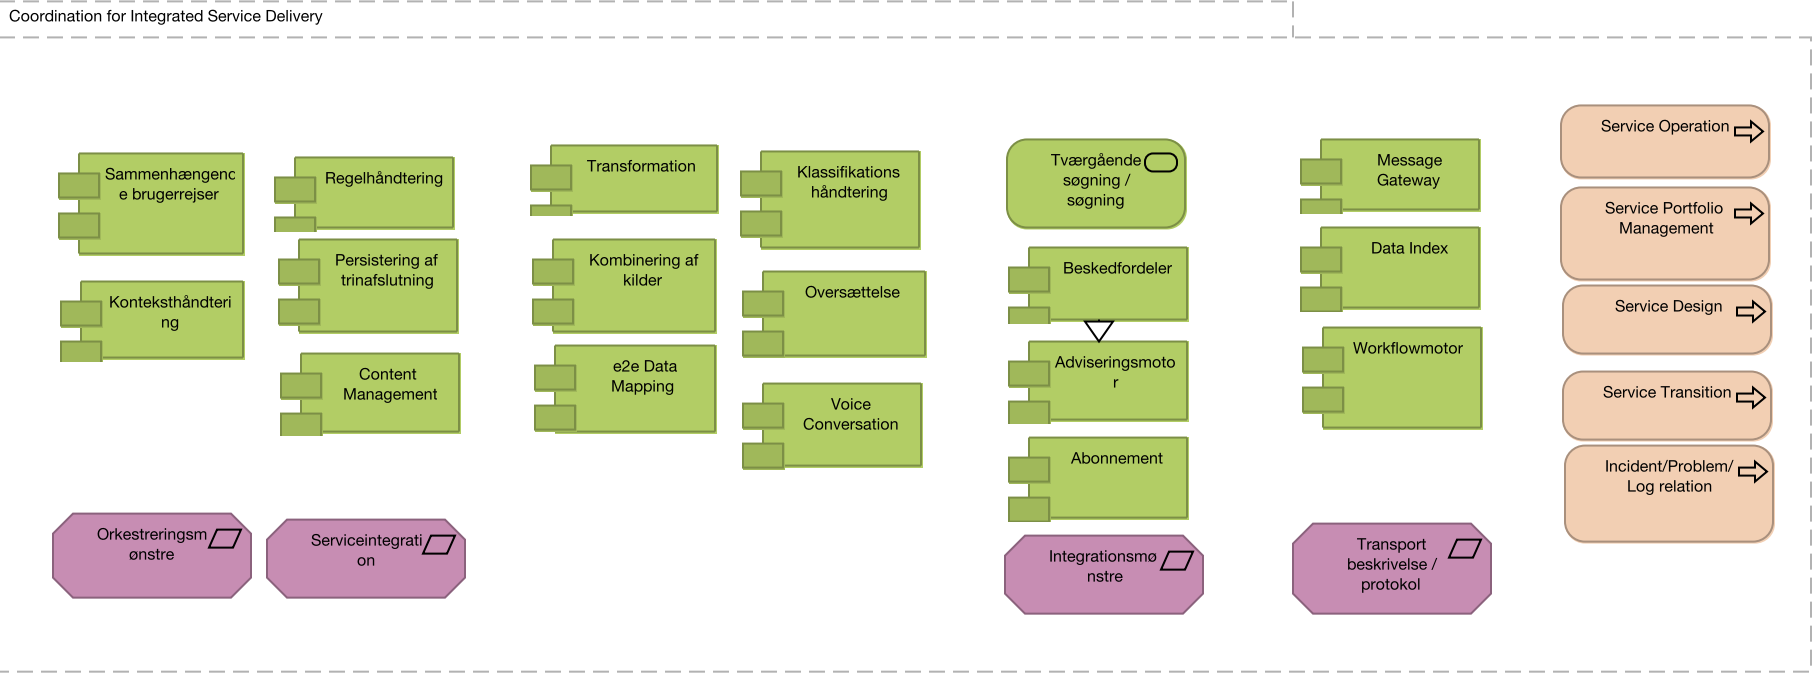 Coordination for Integrated Service Delivery
Sammenhængend
e brugerrejser
Konteksthåndteri
ng
Regelhåndtering
Persistering af
trinafslutning
Content
Management
Transformation
Kombinering af
kilder
e2e Data
Mapping
Klassifikations
håndtering
Oversættelse
Voice
Conversation
Tværgående
søgning /
søgning
Beskedfordeler
Adviseringsmoto
r
Abonnement
Message
Gateway
Data Index
Workflowmotor
Service Operation
Service Portfolio
Management
Service Design
Service Transition
Incident/Problem/
Log relation
Orkestreringsm
ønstre
Serviceintegrati
on
Integrationsmø
nstre
Transport
beskrivelse /
protokol